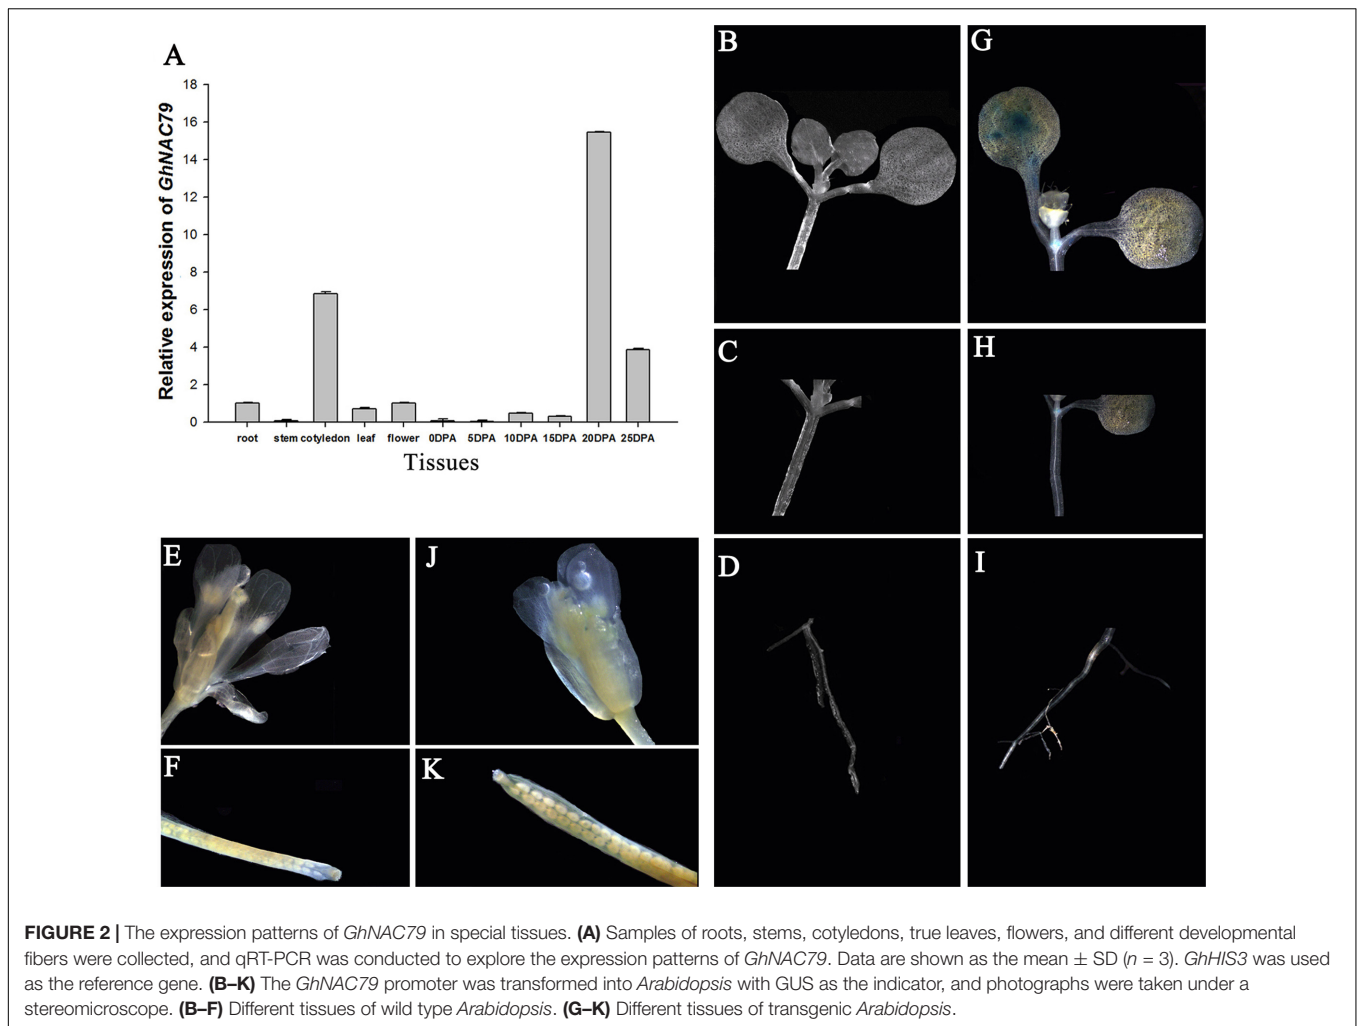 A
Relative expression of GhNAC79
18
16
14
12
10
8
6
4
2
0
root stem cotyledon leaf flower 0DPA 5DPA 10DPA 15DPA 20DPA 25DPA
Tissues
B
G
C
H
D
I
E
J
F
K
FIGURE 2 | The expression patterns of GhNAC79 in special tissues. (A) Samples of roots, stems, cotyledons, true leaves, flowers, and different developmental
fibers were collected, and qRT-PCR was conducted to explore the expression patterns of GhNAC79. Data are shown as the mean ± SD (n = 3). GhHIS3 was used
as the reference gene. (B–K) The GhNAC79 promoter was transformed into Arabidopsis with GUS as the indicator, and photographs were taken under a
stereomicroscope. (B–F) Different tissues of wild type Arabidopsis. (G–K) Different tissues of transgenic Arabidopsis.